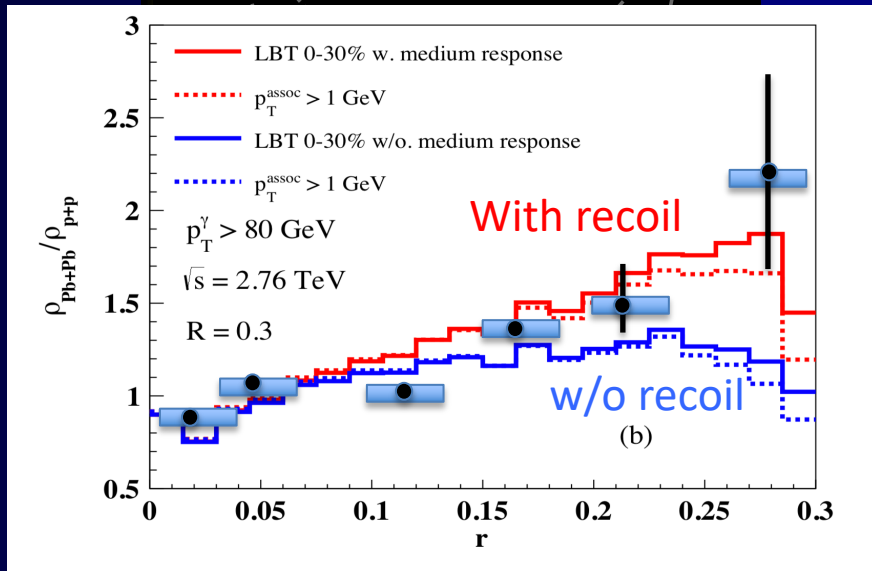 3
LBT 0-30% w. medium response
p_T^assoc > 1 GeV
2.5
LBT 0-30% w/o. medium response
p_T^assoc > 1 GeV
p_T^γ > 80 GeV
With recoil
2
ρ_Pb+Pb/ρ_p+p
√s = 2.76 TeV
1.5
R = 0.3
1
w/o recoil
(b)
0.5
0 0.05 0.1 0.15 0.2 0.25 0.3
r